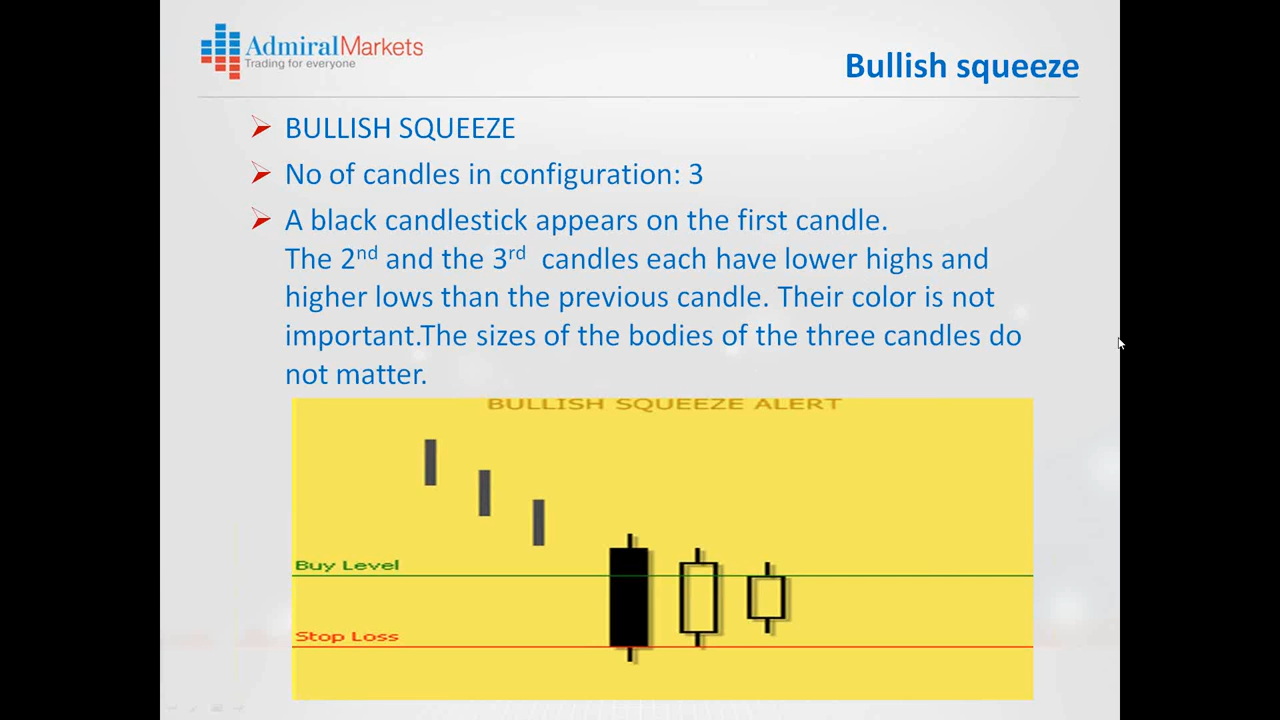 AdmiralMarkets
Trading for everyone
Bullish squeeze
BULLISH SQUEEZE
No of candles in configuration: 3
A black candlestick appears on the first candle.
The 2nd and the 3rd candles each have lower highs and
higher lows than the previous candle. Their color is not
important.The sizes of the bodies of the three candles do
not matter.
BULLISH SQUEEZE ALERT
Buy Level
Stop Loss